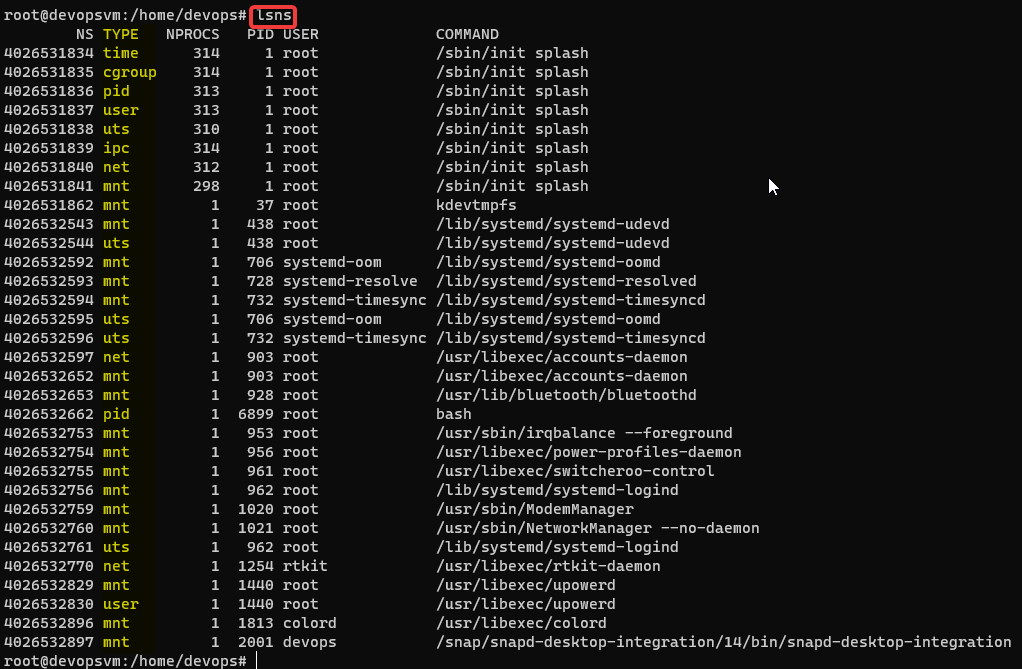 root@devopsvm:/home/devops# lsns
        NS TYPE   NPROCS   PID USER             COMMAND
4026531834 time      314     1 root             /sbin/init splash
4026531835 cgroup    314     1 root             /sbin/init splash
4026531836 pid       313     1 root             /sbin/init splash
4026531837 user      313     1 root             /sbin/init splash
4026531838 uts       310     1 root             /sbin/init splash
4026531839 ipc       314     1 root             /sbin/init splash
4026531840 net       312     1 root             /sbin/init splash
4026531841 mnt       298     1 root             /sbin/init splash
4026531862 mnt         1    37 root             kdevtmpfs
4026532543 mnt         1   438 root             /lib/systemd/systemd-udevd
4026532544 uts         1   438 root             /lib/systemd/systemd-udevd
4026532592 mnt         1   706 systemd-oom      /lib/systemd/systemd-oomd
4026532593 mnt         1   728 systemd-resolve  /lib/systemd/systemd-resolved
4026532594 mnt         1   732 systemd-timesync /lib/systemd/systemd-timesyncd
4026532595 uts         1   706 systemd-oom      /lib/systemd/systemd-oomd
4026532596 uts         1   732 systemd-timesync /lib/systemd/systemd-timesyncd
4026532597 net         1   903 root             /usr/libexec/accounts-daemon
4026532652 mnt         1   903 root             /usr/libexec/accounts-daemon
4026532653 mnt         1   928 root             /usr/lib/bluetooth/bluetoothd
4026532662 pid         1  6899 root             bash
4026532753 mnt         1   953 root             /usr/sbin/irqbalance --foreground
4026532754 mnt         1   956 root             /usr/libexec/power-profiles-daemon
4026532755 mnt         1   961 root             /usr/libexec/switcheroo-control
4026532756 mnt         1   962 root             /lib/systemd/systemd-logind
4026532759 mnt         1  1020 root             /usr/sbin/ModemManager
4026532760 mnt         1  1021 root             /usr/sbin/NetworkManager --no-daemon
4026532761 uts         1   962 root             /lib/systemd/systemd-logind
4026532770 net         1  1254 rtkit            /usr/libexec/rtkit-daemon
4026532829 mnt         1  1440 root             /usr/libexec/upowerd
4026532830 user        1  1440 root             /usr/libexec/upowerd
4026532896 mnt         1  1813 colord           /usr/libexec/colord
4026532897 mnt         1  2001 devops           /snap/snapd-desktop-integration/14/bin/snapd-desktop-integration
root@devopsvm:/home/devops#